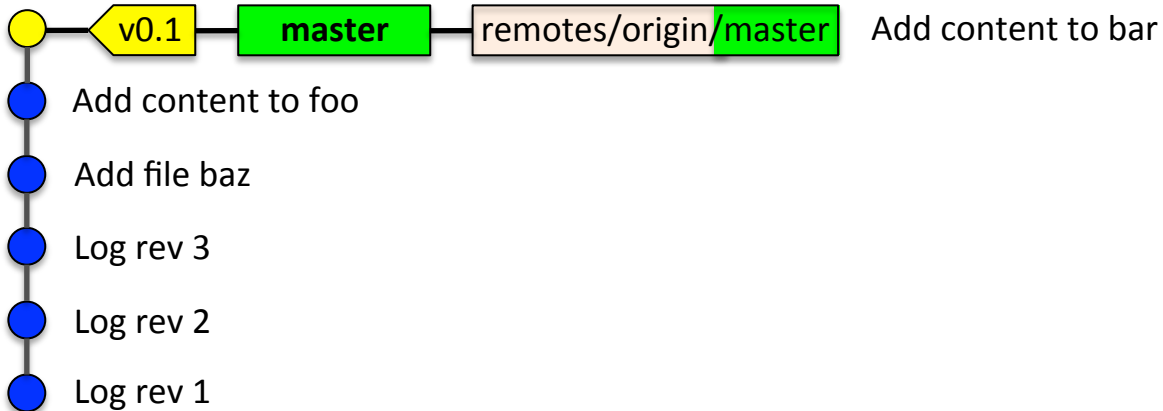 v0.1 master remotes/origin/master Add content to bar
Add content to foo
Add file baz
Log rev 3
Log rev 2
Log rev 1